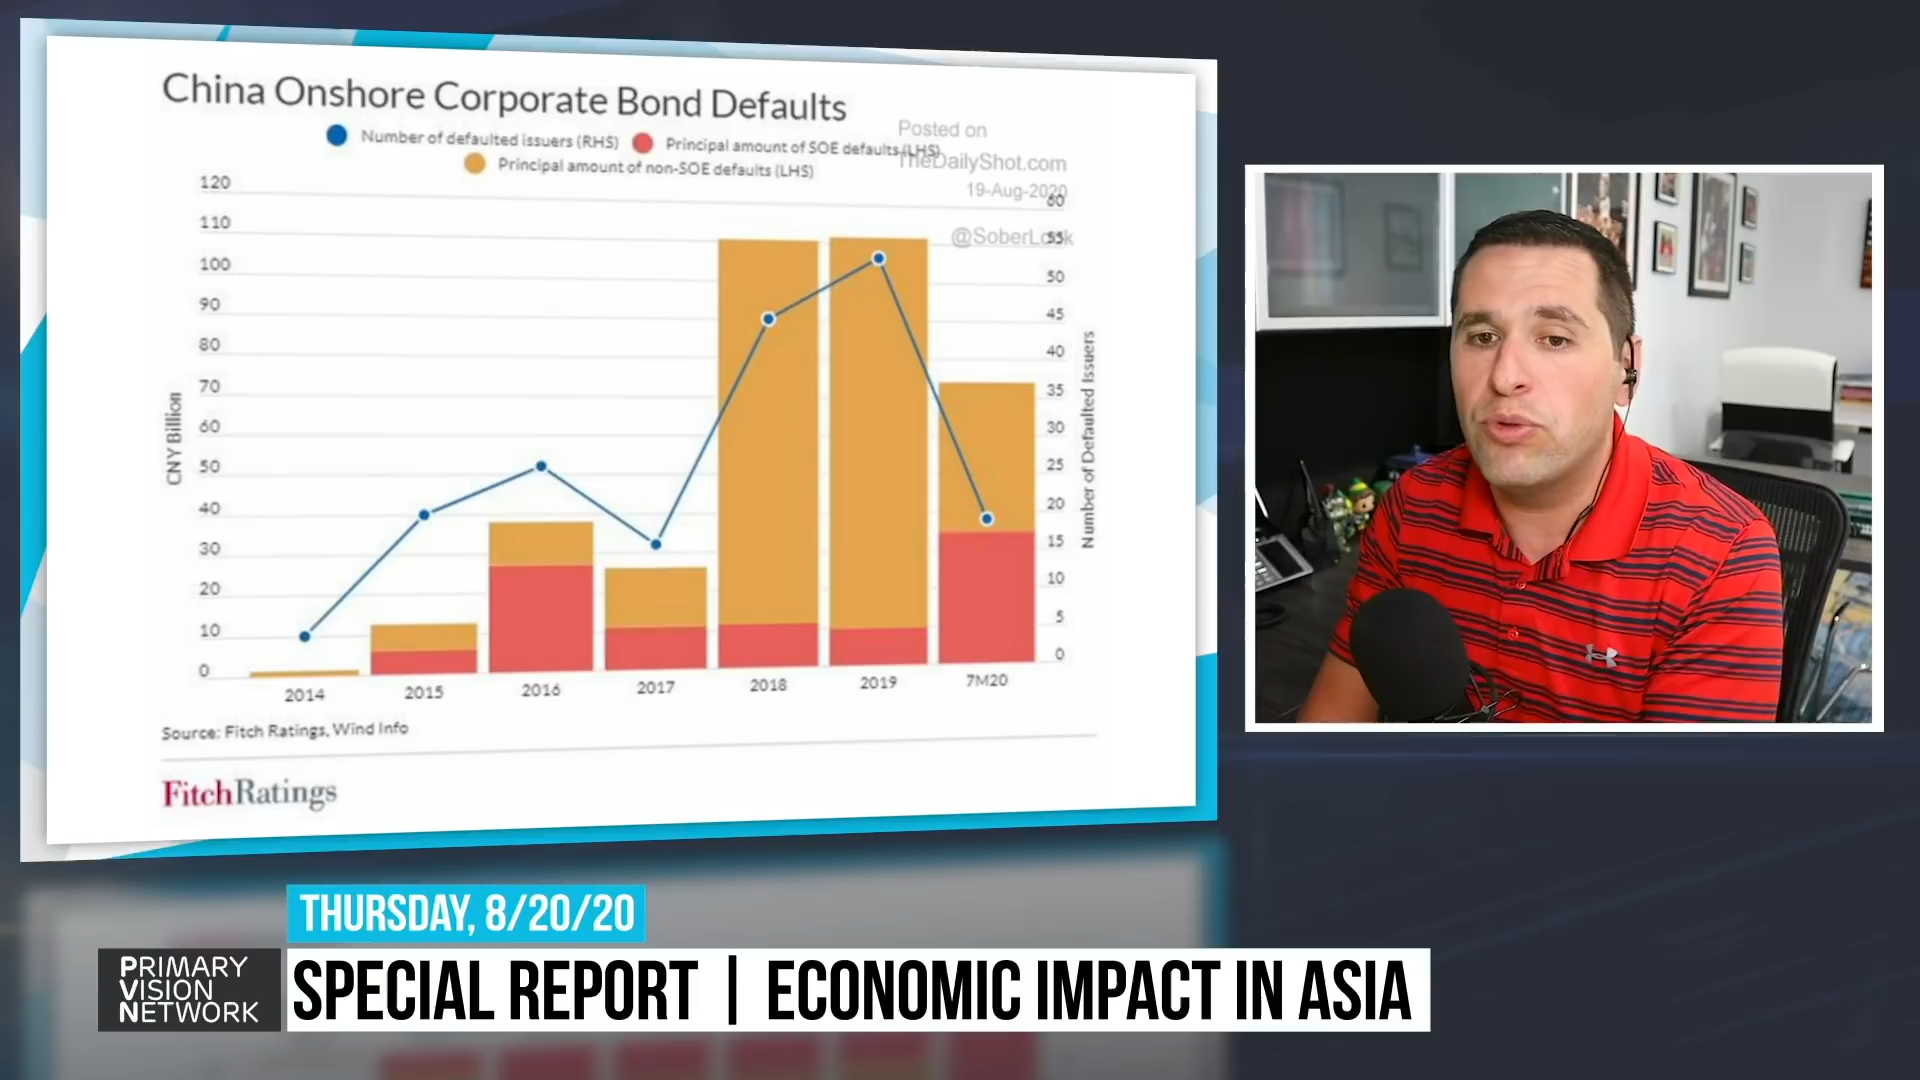 China Onshore Corporate Bond Defaults
Number of defaulted issuers (RHS)
Principal amount of SOE defaults (LHS)
Principal amount of non-SOE defaults (LHS)
Posted on
TheDailyShot.com
19-Aug-2020
@SoberLook
CNY Billion
120
110
100
90
80
70
60
50
40
30
20
10
0
60
55
50
45
40
35
30
25
20
15
10
5
0
Number of Defaulted Issuers
2014
2015
2016
2017
2018
2019
7M20
Source: Fitch Ratings, Wind Info
FitchRatings
THURSDAY, 8/20/20
PRIMARY
VISION
NETWORK
SPECIAL REPORT | ECONOMIC IMPACT IN ASIA